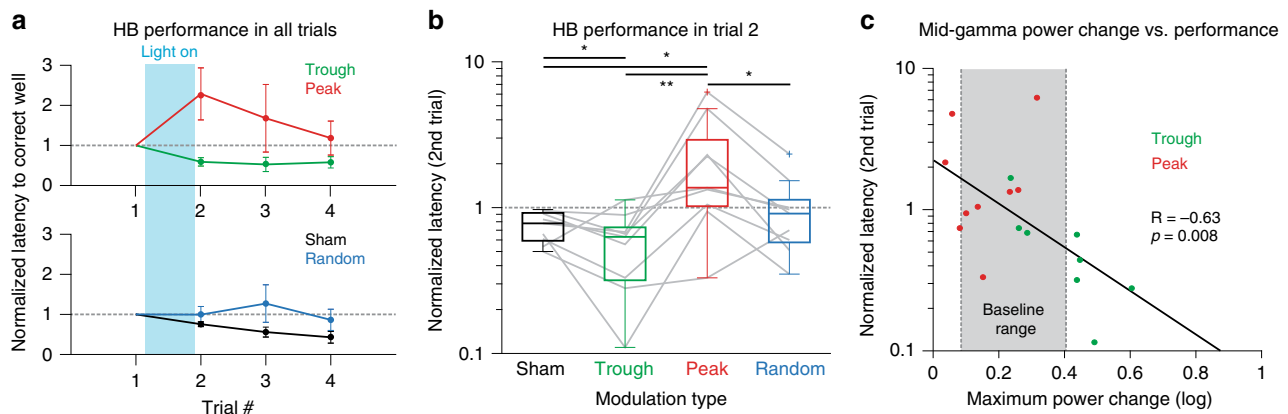 a
HB performance in all trials
Light on
Trough
Peak
Normalized latency to correct well
3
2
1
0
1 2 3 4
Sham
Random
3
2
1
0
1 2 3 4
Trial #
b
HB performance in trial 2
*
*
**
*
Normalized latency (2nd trial)
10
1
0.1
Sham Trough Peak Random
Modulation type
c
Mid-gamma power change vs. performance
Normalized latency (2nd trial)
10
1
0.1
Trough
Peak
R = –0.63
p = 0.008
Baseline
range
0 0.2 0.4 0.6 0.8 1
Maximum power change (log)